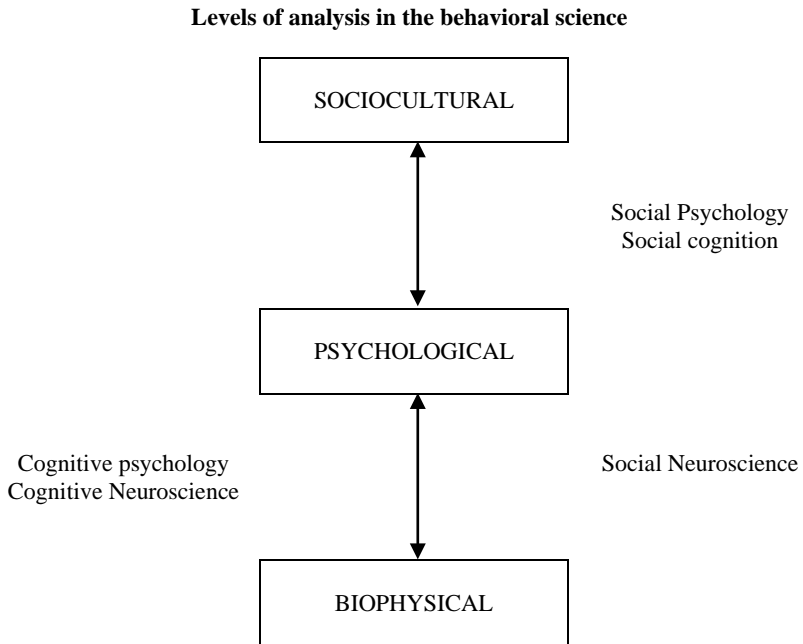 Levels of analysis in the behavioral science
SOCIOCULTURAL
Social Psychology
Social cognition
PSYCHOLOGICAL
Cognitive psychology
Cognitive Neuroscience
Social Neuroscience
BIOPHYSICAL